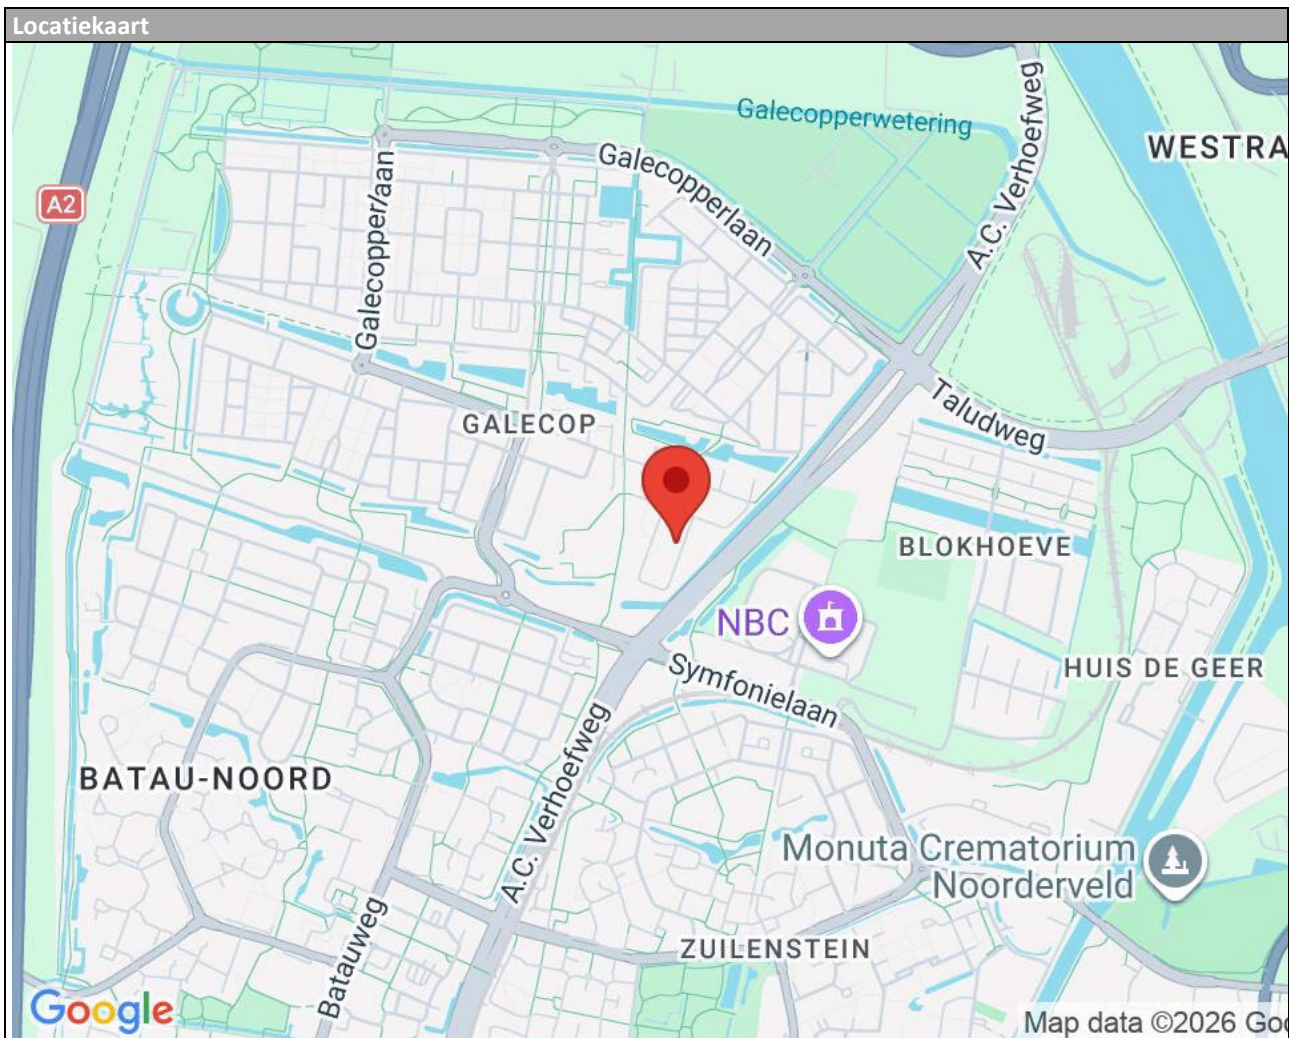 Locatiekaart
Galecopperwetering
A.C. Verhoefweg
WESTRA
A2
Galecopperlaan
Galecopperlaan
Taludweg
GALECOP
BLOKHOEVE
NBC
HUIS DE GEER
Symfonielaan
BATAU-NOORD
A.C. Verhoefweg
Monuta Crematorium
Noorderveld
Batauweg
ZUILENSTEIN
Google
Map data ©2026 Goo